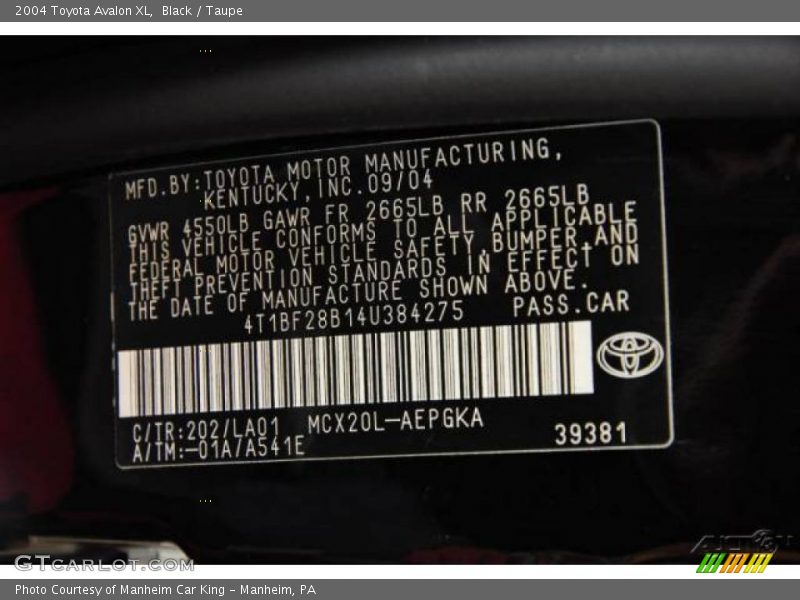 2004 Toyota Avalon XL, Black / Taupe
MFD.BY:TOYOTA MOTOR MANUFACTURING,
KENTUCKY,INC.09/04
GVWR 4550LB GAWR FR 2665LB RR 2665LB
THIS VEHICLE CONFORMS TO ALL APPLICABLE
FEDERAL MOTOR VEHICLE SAFETY,BUMPER,AND
THEFT PREVENTION STANDARDS IN EFFECT ON
THE DATE OF MANUFACTURE SHOWN ABOVE.
4T1BF28B14U384275 PASS.CAR
C/TR:202/LA01 MCX20L-AEPGKA
A/TM:-01A/A541E 39381
GTCARLOT.COM
Photo Courtesy of Manheim Car King - Manheim, PA